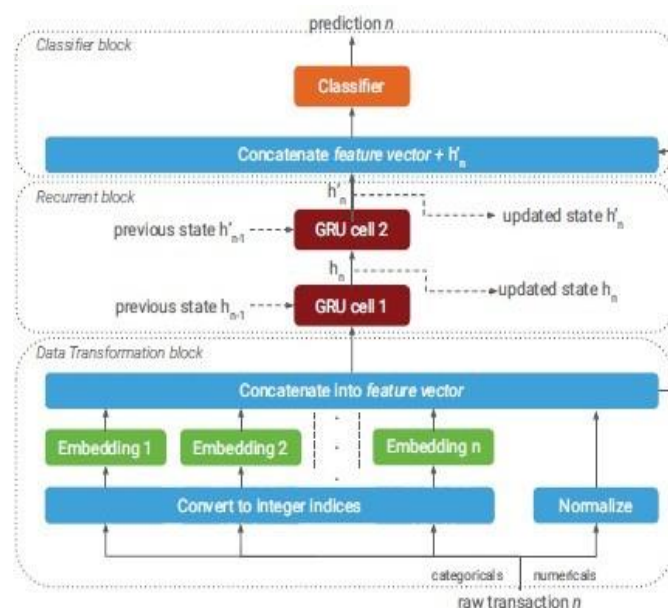 prediction n
Classifier block
Classifier
Concatenate feature vector + h'n
Recurrent block
h'n
updated state h'n
previous state h'n-1
GRU cell 2
hn
updated state hn
previous state hn-1
GRU cell 1
Data Transformation block
Concatenate into feature vector
Embedding 1 Embedding 2 Embedding n
Convert to integer indices Normalize
categoricals numericals
raw transaction n